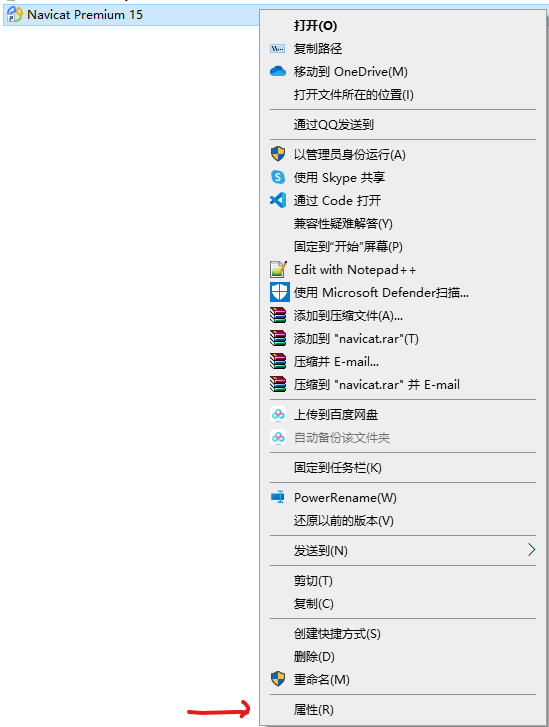 Navicat Premium 15
打开(O)
复制路径
移动到 OneDrive(M)
打开文件所在的位置(I)
通过QQ发送到
以管理员身份运行(A)
使用 Skype 共享
通过 Code 打开
兼容性疑难解答(Y)
固定到"开始"屏幕(P)
Edit with Notepad++
使用 Microsoft Defender扫描...
添加到压缩文件(A)...
添加到 "navicat.rar"(T)
压缩并 E-mail...
压缩到 "navicat.rar" 并 E-mail
上传到百度网盘
自动备份该文件夹
固定到任务栏(K)
PowerRename(W)
还原以前的版本(V)
发送到(N)
剪切(T)
复制(C)
创建快捷方式(S)
删除(D)
重命名(M)
属性(R)